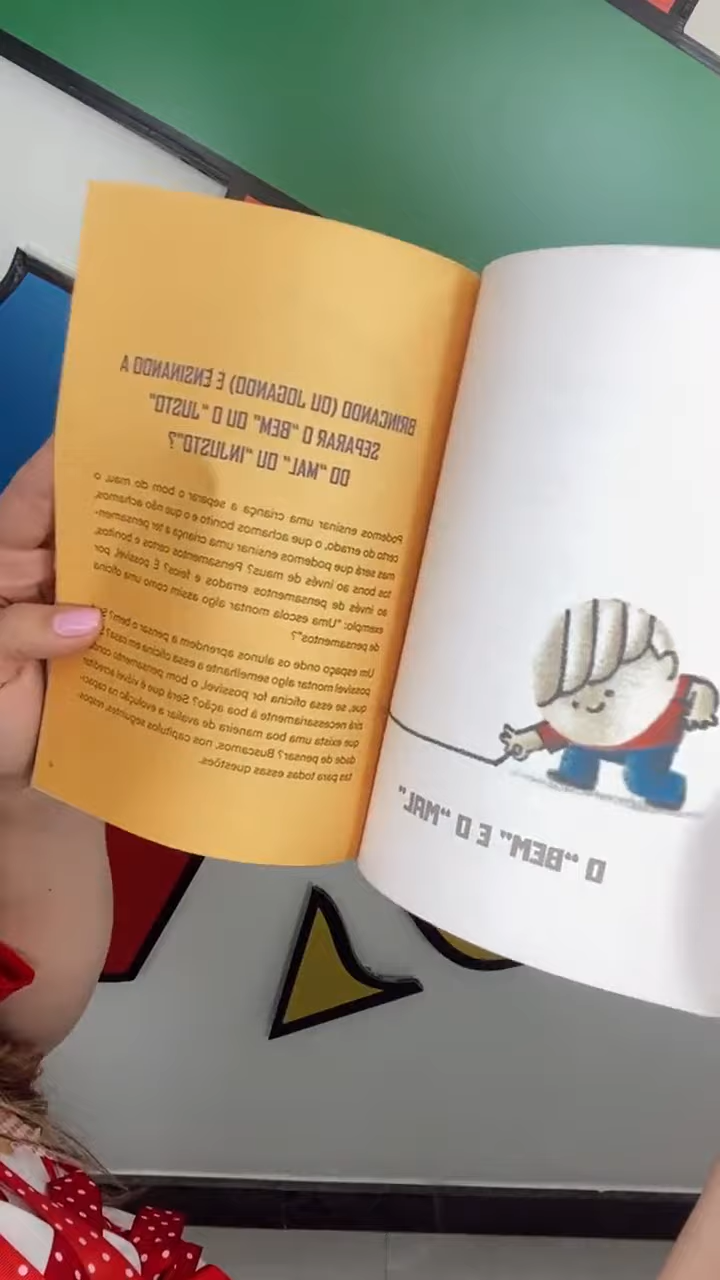 BRINCANDO (OU JOGANDO) E ENSINANDO A
SEPARAR O "BEM" OU O "JUSTO"
DO "MAL" OU "INJUSTO"?
Podemos ensinar uma criança a separar o bom do mau, o
certo do errado, o que achamos bonito e o que não achamos,
mas será que podemos ensinar uma criança a ter pensamen-
tos bons ao invés de maus? Pensamentos certos e bonitos,
ao invés de pensamentos errados e feios? É possível, por
exemplo: "Uma escola montar algo assim como uma oficina
de pensamentos"?
Um espaço onde os alunos aprendem a pensar o bem?
possível montar algo semelhante a essa oficina em casa?
que, se essa oficina for possível, o bom pensamento
necessariamente à boa ação? Será que é viável acreditar
que exista uma boa maneira de avaliar a evolução da capaci-
dade de pensar? Buscamos, nos capítulos seguintes, respos-
tas para todas essas questões.
O "BEM" E O "MAL"